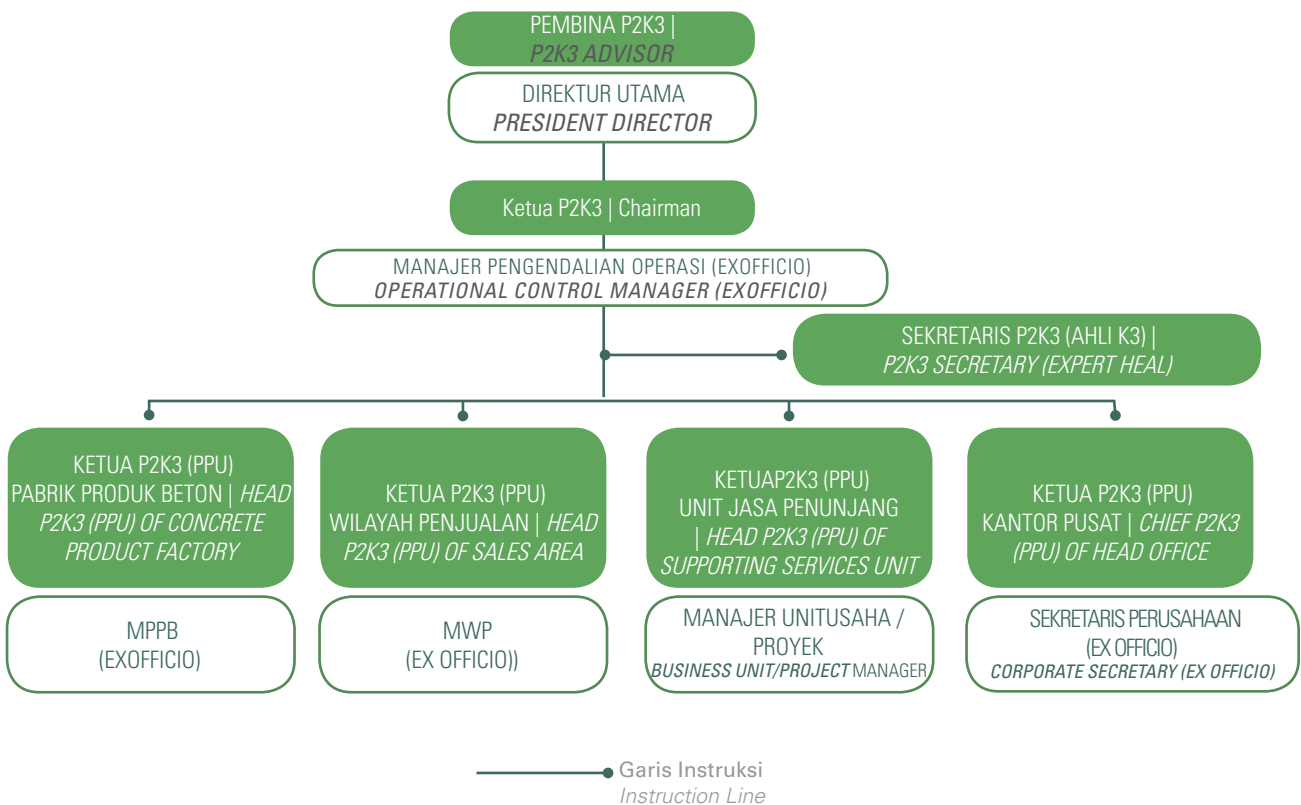 PEMBINA P2K3 |
P2K3 ADVISOR
DIREKTUR UTAMA
PRESIDENT DIRECTOR
Ketua P2K3 | Chairman
MANAJER PENGENDALIAN OPERASI (EXOFFICIO)
OPERATIONAL CONTROL MANAGER (EXOFFICIO)
SEKRETARIS P2K3 (AHLI K3) |
P2K3 SECRETARY (EXPERT HEAL)
KETUA P2K3 (PPU)
PABRIK PRODUK BETON | HEAD
P2K3 (PPU) OF CONCRETE
PRODUCT FACTORY
MPPB
(EXOFFICIO)
KETUA P2K3 (PPU)
WILAYAH PENJUALAN | HEAD
P2K3 (PPU) OF SALES AREA
MWP
(EX OFFICIO))
KETUAP2K3 (PPU)
UNIT JASA PENUNJANG
| HEAD P2K3 (PPU) OF
SUPPORTING SERVICES UNIT
MANAJER UNITUSAHA /
PROYEK
BUSINESS UNIT/PROJECT MANAGER
KETUA P2K3 (PPU)
KANTOR PUSAT | CHIEF P2K3
(PPU) OF HEAD OFFICE
SEKRETARIS PERUSAHAAN
(EX OFFICIO)
CORPORATE SECRETARY (EX OFFICIO)
Garis Instruksi
Instruction Line